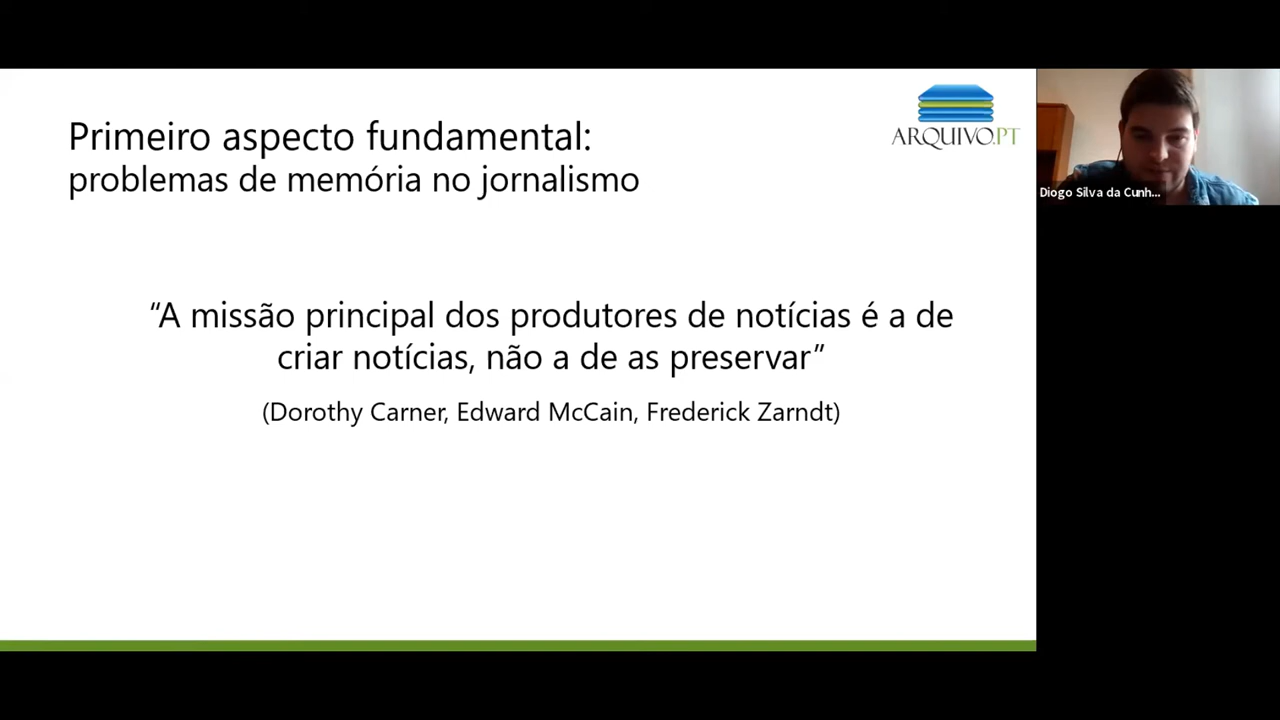 Primeiro aspecto fundamental:
problemas de memória no jornalismo
ARQUIVO.PT
Diogo Silva da Cunh...
“A missão principal dos produtores de notícias é a de
criar notícias, não a de as preservar”
(Dorothy Carner, Edward McCain, Frederick Zarndt)